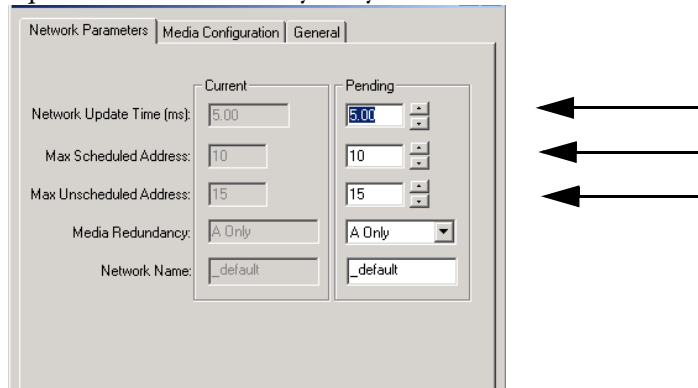 Network Parameters Media Configuration General
Current Pending
Network Update Time (ms): 5.00 5.00
Max Scheduled Address: 10 10
Max Unscheduled Address: 15 15
Media Redundancy: A Only A Only
Network Name: _default _default